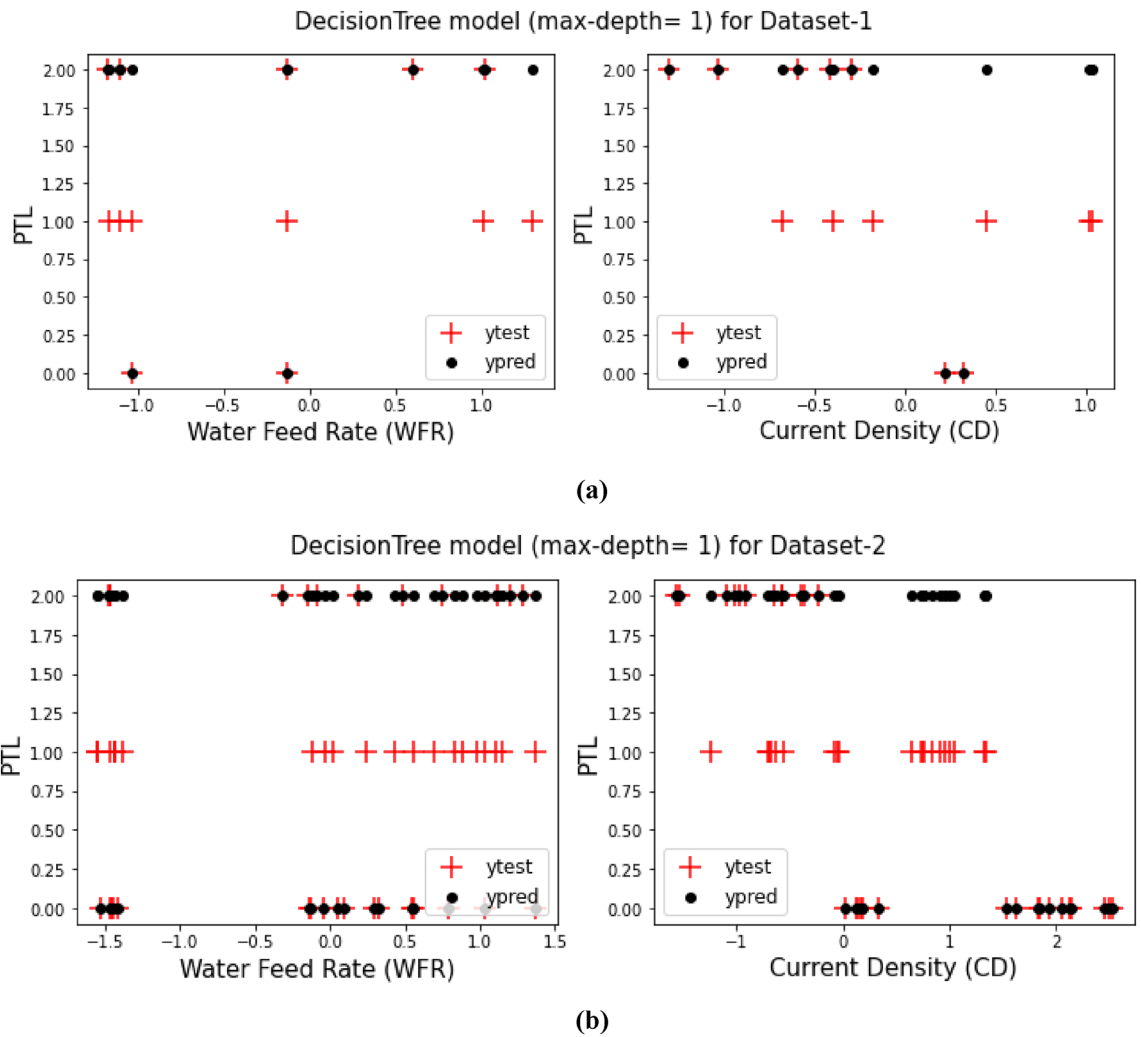 DecisionTree model (max-depth= 1) for Dataset-1
2.00
1.75
1.50
1.25
1.00
0.75
0.50
0.25
0.00
PTL
ytest
ypred
−1.0 −0.5 0.0 0.5 1.0
Water Feed Rate (WFR)
2.00
1.75
1.50
1.25
1.00
0.75
0.50
0.25
0.00
PTL
ytest
ypred
−1.0 −0.5 0.0 0.5 1.0
Current Density (CD)
(a)
DecisionTree model (max-depth= 1) for Dataset-2
2.00
1.75
1.50
1.25
1.00
0.75
0.50
0.25
0.00
PTL
ytest
ypred
−1.5 −1.0 −0.5 0.0 0.5 1.0 1.5
Water Feed Rate (WFR)
2.00
1.75
1.50
1.25
1.00
0.75
0.50
0.25
0.00
PTL
ytest
ypred
−1 0 1 2
Current Density (CD)
(b)